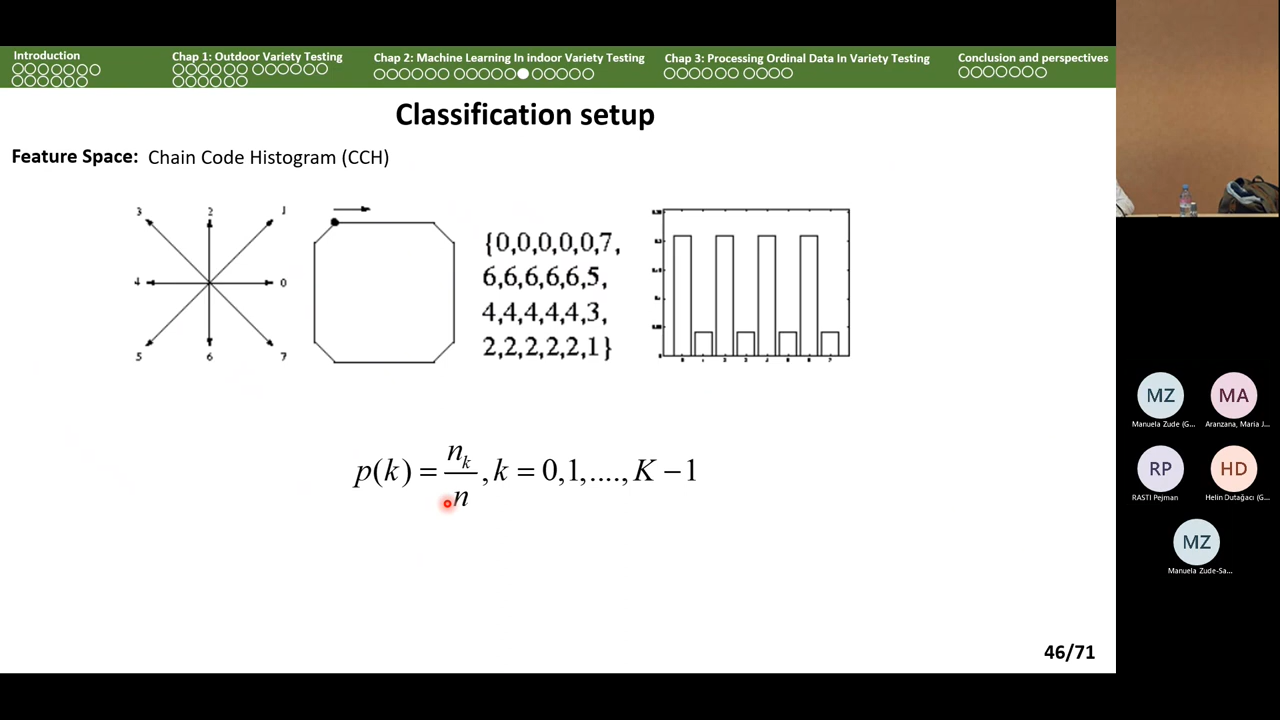 Introduction
Chap 1: Outdoor Variety Testing
Chap 2: Machine Learning In indoor Variety Testing
Chap 3: Processing Ordinal Data In Variety Testing
Conclusion and perspectives
Classification setup
Feature Space: Chain Code Histogram (CCH)
3 2 1
4 0
5 6 7
{0,0,0,0,0,7,
6,6,6,6,6,5,
4,4,4,4,4,3,
2,2,2,2,2,1}
p(k) = n_k / n , k = 0,1,...., K − 1
46/71
MZ
Manuela Zude (G...
MA
Aranzana, Maria J...
RP
RASTI Pejman
HD
Helin Dutağacı (G...
MZ
Manuela Zude-Sa...